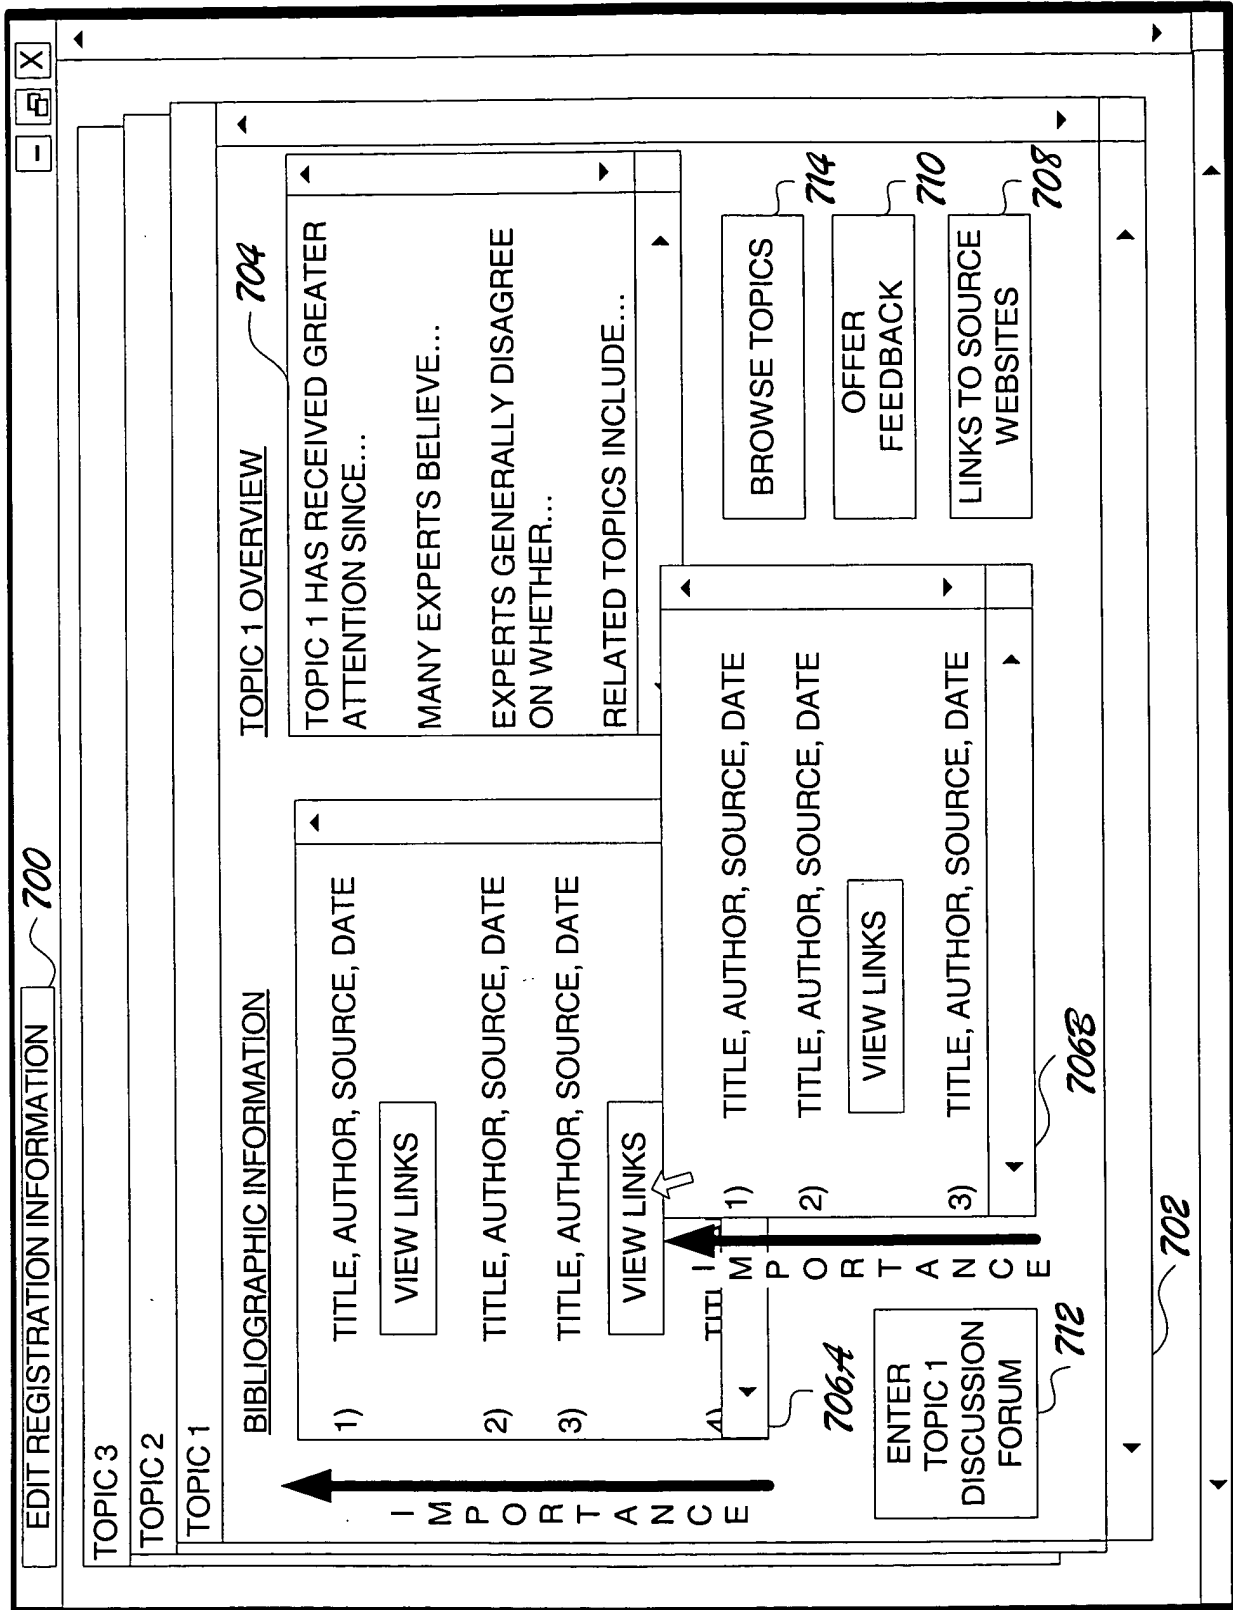 EDIT REGISTRATION INFORMATION
700
TOPIC 3
TOPIC 2
TOPIC 1
BIBLIOGRAPHIC INFORMATION
1) TITLE, AUTHOR, SOURCE, DATE
VIEW LINKS
2) TITLE, AUTHOR, SOURCE, DATE
3) TITLE, AUTHOR, SOURCE, DATE
VIEW LINKS
4) TITL
IMPORTANCE
706A
TOPIC 1 OVERVIEW
704
TOPIC 1 HAS RECEIVED GREATER
ATTENTION SINCE...
MANY EXPERTS BELIEVE...
EXPERTS GENERALLY DISAGREE
ON WHETHER...
RELATED TOPICS INCLUDE...
1) TITLE, AUTHOR, SOURCE, DATE
2) TITLE, AUTHOR, SOURCE, DATE
VIEW LINKS
3) TITLE, AUTHOR, SOURCE, DATE
IMPORTANCE
706B
BROWSE TOPICS
714
OFFER
FEEDBACK
710
LINKS TO SOURCE
WEBSITES
708
ENTER
TOPIC 1
DISCUSSION
FORUM
712
702